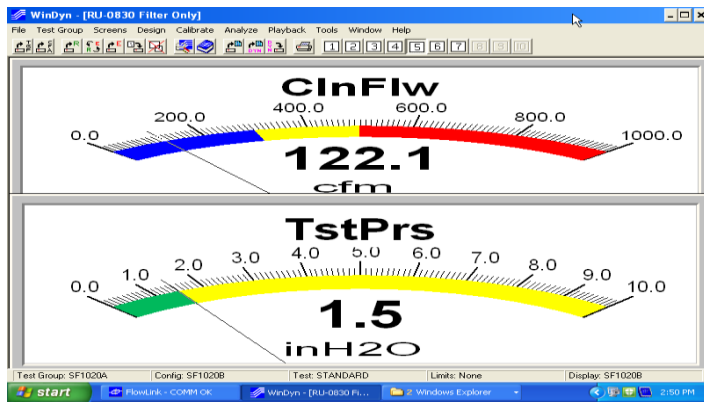 WinDyn - [RU-0830 Filter Only]
File Test Group Screens Design Calibrate Analyze Playback Tools Window Help
1 2 3 4 5 6 7 8 9 10
ClnFlw
0.0 200.0 400.0 600.0 800.0 1000.0
122.1
cfm
TstPrs
0.0 1.0 2.0 3.0 4.0 5.0 6.0 7.0 8.0 9.0 10.0
1.5
inH2O
Test Group: SF1020A Config: SF1020B Test: STANDARD Limits: None Display: SF1020B
start FlowLink - COMM OK WinDyn - [RU-0830 Fi... 2 Windows Explorer 2:50 PM